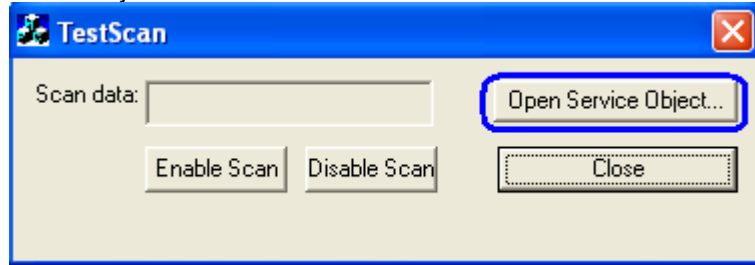 TestScan
Scan data:
Open Service Object...
Enable Scan
Disable Scan
Close